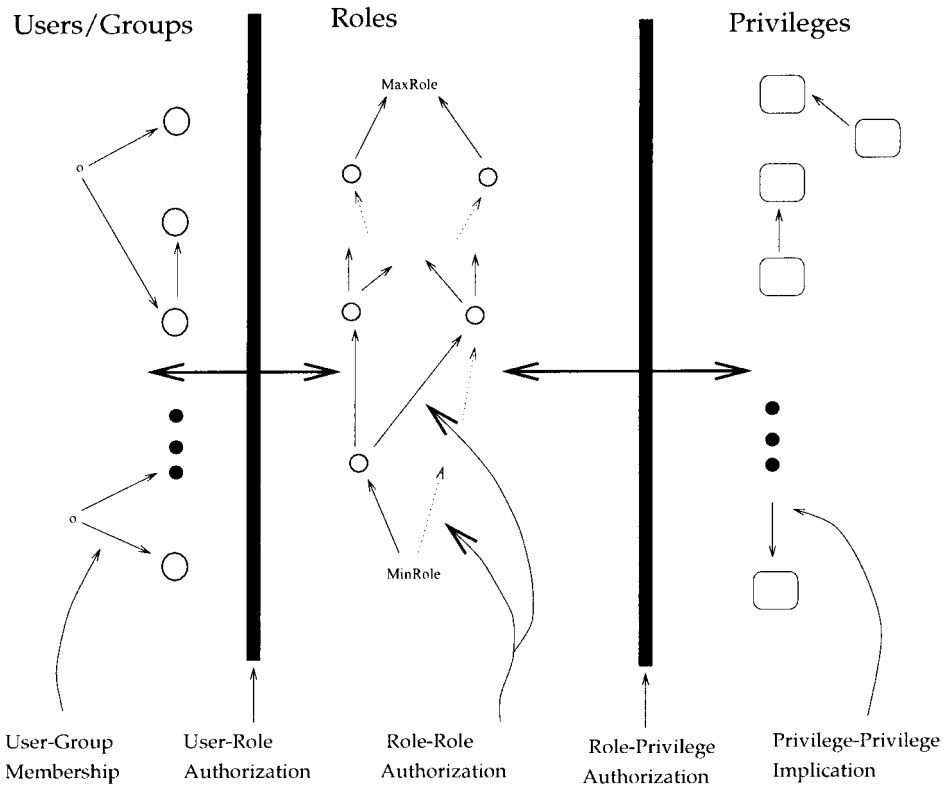 Users/Groups
Roles
Privileges
MaxRole
MinRole
User-Group
Membership
User-Role
Authorization
Role-Role
Authorization
Role-Privilege
Authorization
Privilege-Privilege
Implication